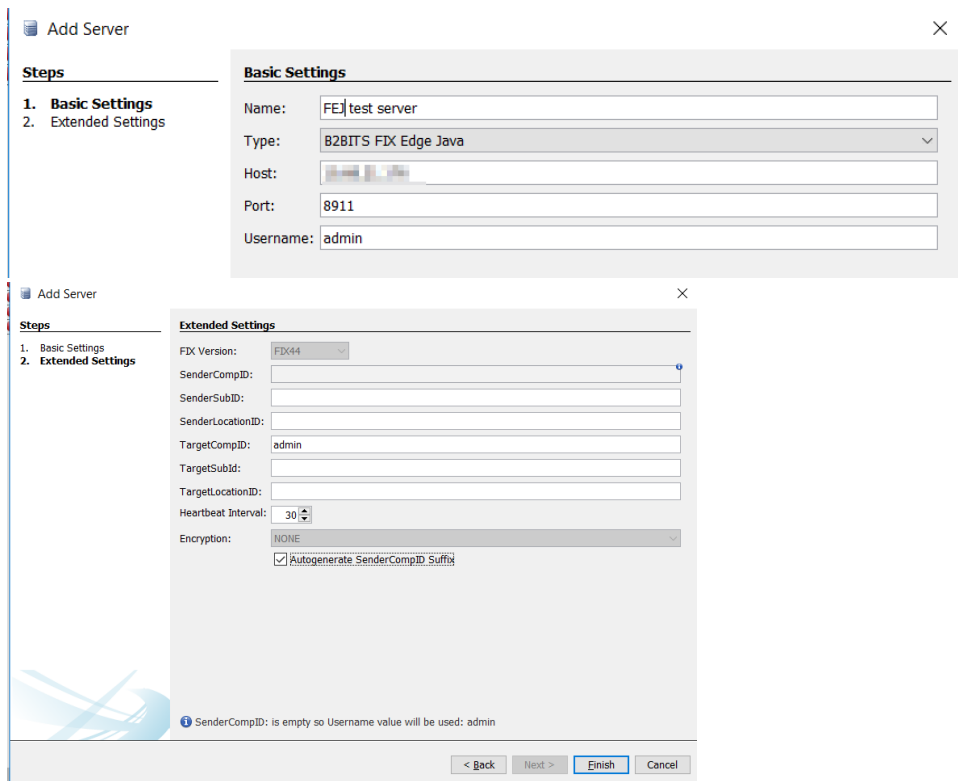 Add Server
Steps
1. Basic Settings
2. Extended Settings
Basic Settings
Name: FEJ test server
Type: B2BITS FIX Edge Java
Host:
Port: 8911
Username: admin
Add Server
Steps
1. Basic Settings
2. Extended Settings
Extended Settings
FIX Version: FIX44
SenderCompID:
SenderSubID:
SenderLocationID:
TargetCompID: admin
TargetSubId:
TargetLocationID:
Heartbeat Interval: 30
Encryption: NONE
Autogenerate SenderCompID Suffix
SenderCompID: is empty so Username value will be used: admin
< Back Next > Finish Cancel